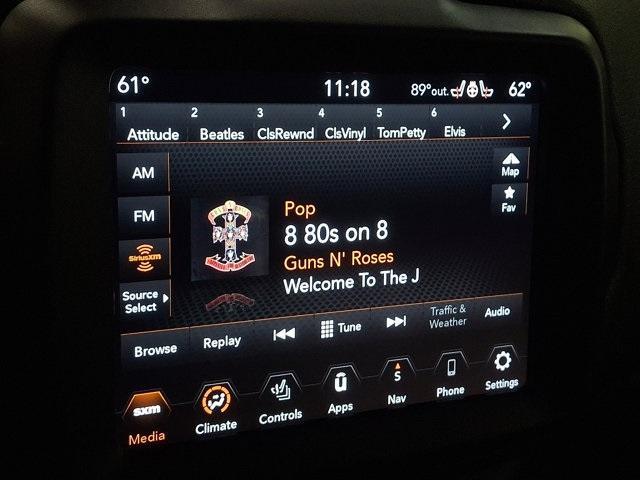 61°
11:18
89°out.
62°
1 Attitude
2 Beatles
3 ClsRewnd
4 ClsVinyl
5 TomPetty
6 Elvis
AM
FM
SiriusXM
Source
Select
Map
Fav
Pop
8 80s on 8
Guns N' Roses
Welcome To The J
Browse
Replay
Tune
Traffic &
Weather
Audio
sxm
Media
Climate
Controls
u
Apps
S
Nav
Phone
Settings